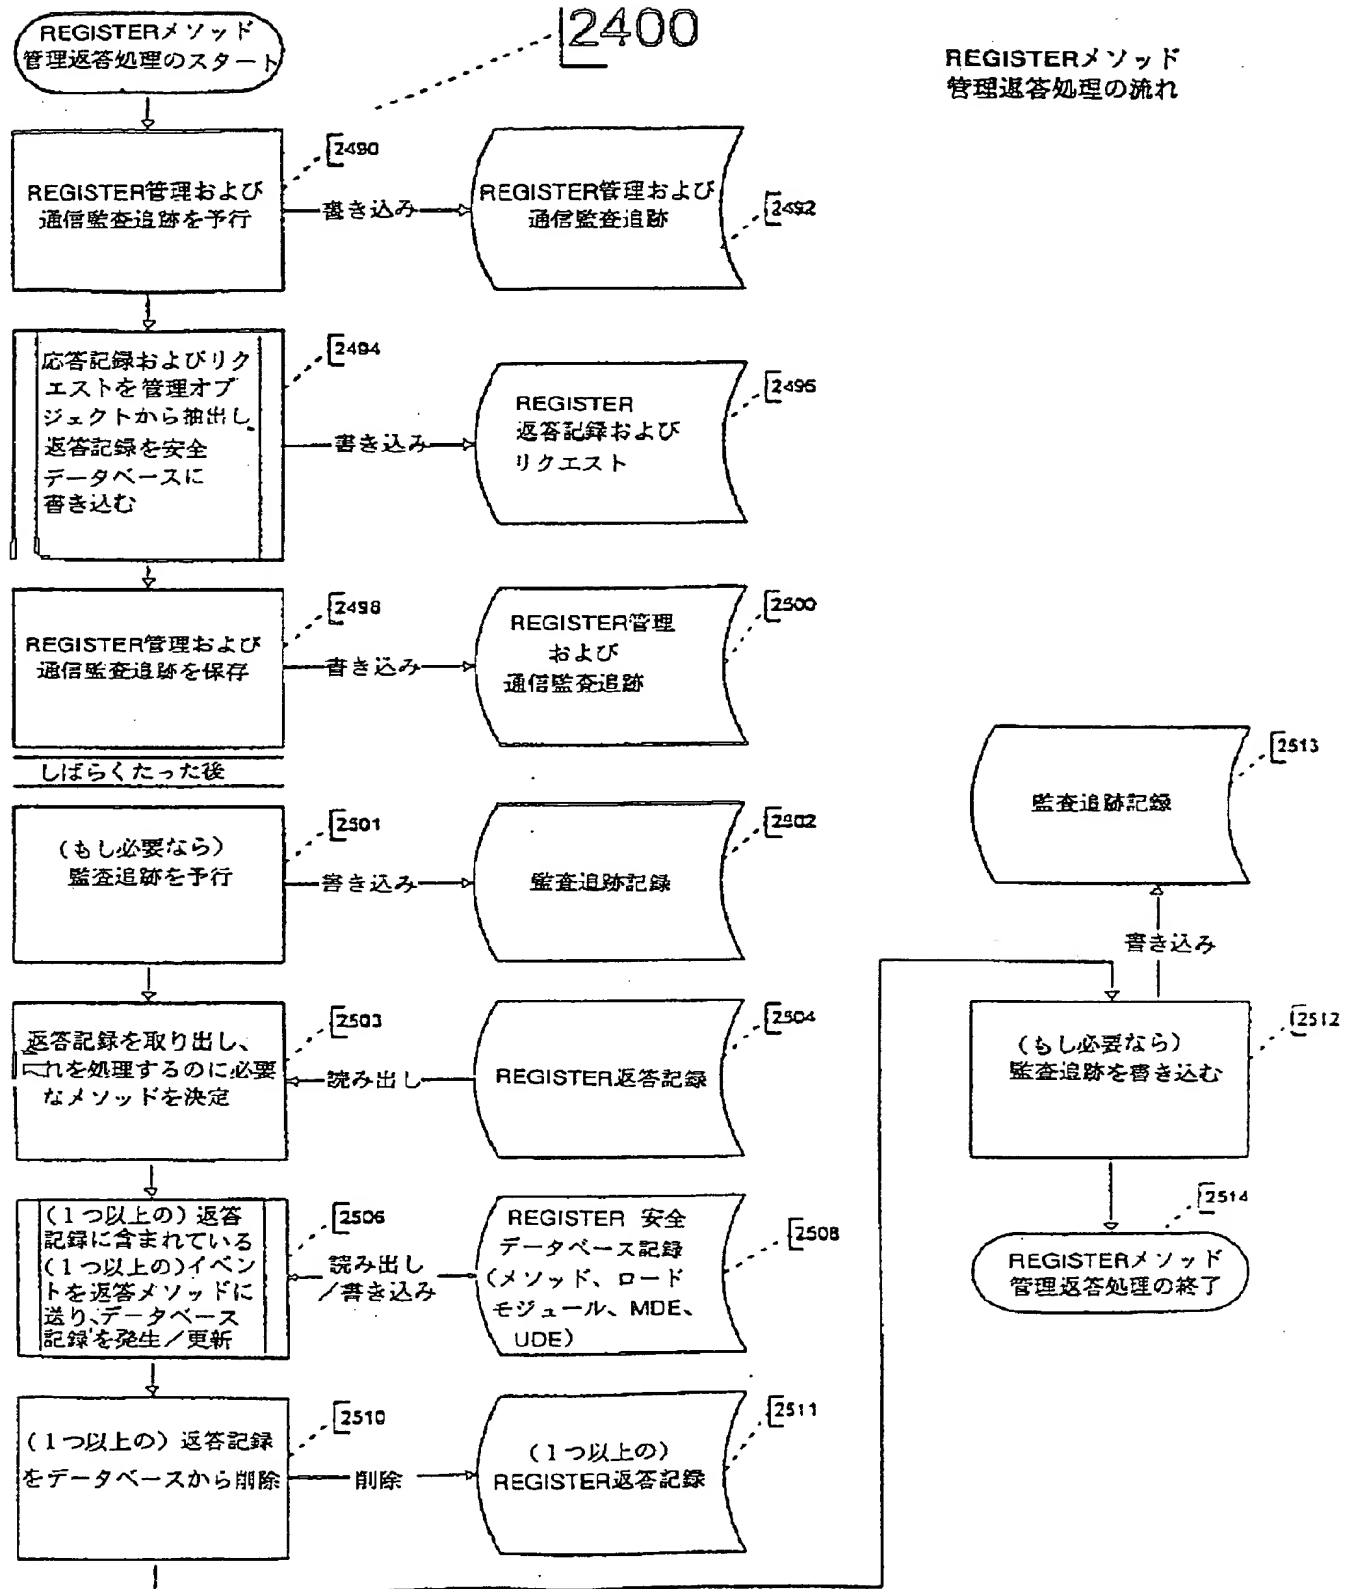 REGISTERメソッド
管理返答処理のスタート
2400
REGISTERメソッド
管理返答処理の流れ
REGISTER管理および
通信監査追跡を予行
2490
書き込み
REGISTER管理および
通信監査追跡
2492
応答記録およびリク
エストを管理オブ
ジェクトから抽出し、
返答記録を安全
データベースに
書き込む
2494
書き込み
REGISTER
返答記録および
リクエスト
2496
REGISTER管理および
通信監査追跡を保存
2498
書き込み
REGISTER管理
および
通信監査追跡
2500
しばらくたった後
(もし必要なら)
監査追跡を予行
2501
書き込み
監査追跡記録
2502
返答記録を取り出し、
これを処理するのに必要
なメソッドを決定
2503
読み出し
REGISTER返答記録
2504
(1つ以上の) 返答
記録に含まれている
(1つ以上の)イベン
トを返答メソッドに
送り、データベース
記録を発生/更新
2506
読み出し
/書き込み
REGISTER 安全
データベース記録
(メソッド、ロード
モジュール、MDE、
UDE)
2508
(1つ以上の) 返答記録
をデータベースから削除
2510
削除
(1つ以上の)
REGISTER返答記録
2511
監査追跡記録
2513
書き込み
(もし必要なら)
監査追跡を書き込む
2512
2514
REGISTERメソッド
管理返答処理の終了